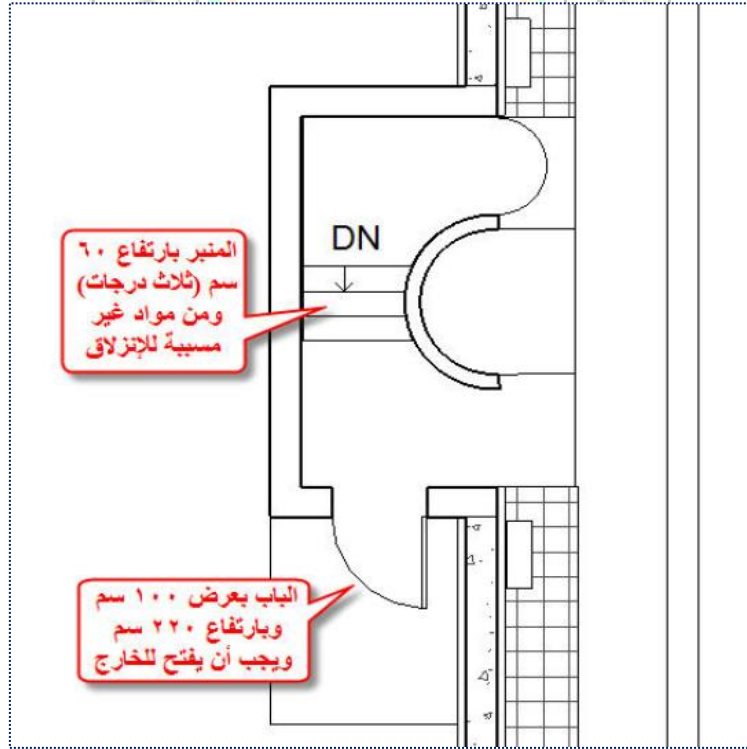 DN
المنبر بارتفاع ٦٠
سم (ثلاث درجات)
ومن مواد غير
مسببة للإنزلاق
الباب بعرض ١٠٠ سم
وبارتفاع ٢٢٠ سم
ويجب أن يفتح للخارج